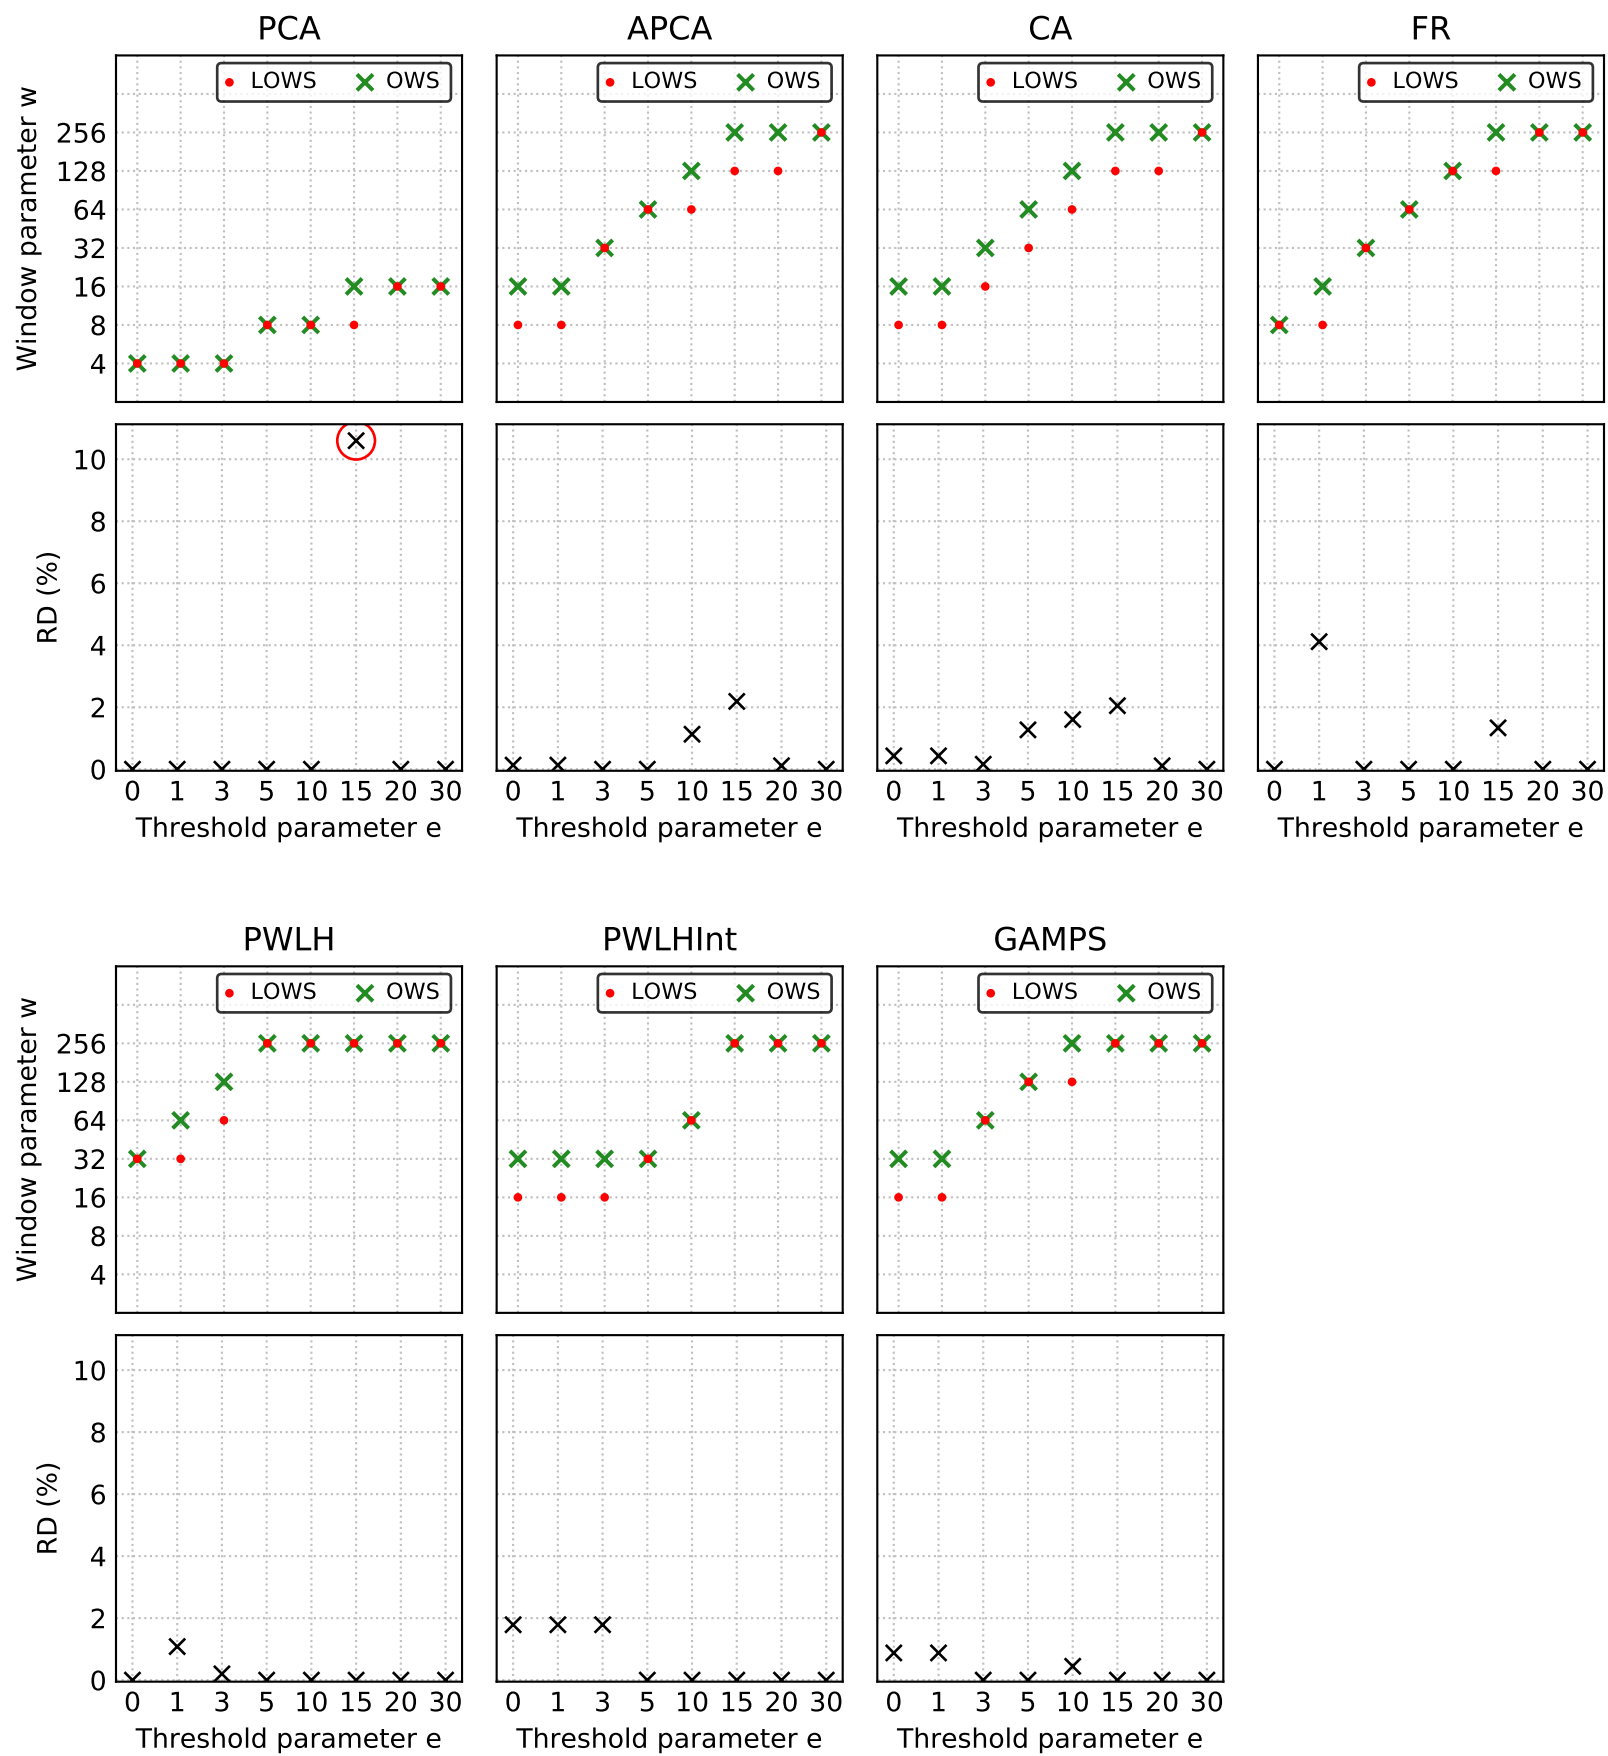 PCA APCA CA FR
LOWS OWS LOWS OWS LOWS OWS LOWS OWS
Window parameter w
256
128
64
32
16
8
4
RD (%)
10
8
6
4
2
0
0 1 3 5 10 15 20 30 0 1 3 5 10 15 20 30 0 1 3 5 10 15 20 30 0 1 3 5 10 15 20 30
Threshold parameter e Threshold parameter e Threshold parameter e Threshold parameter e
PWLH PWLHInt GAMPS
LOWS OWS LOWS OWS LOWS OWS
Window parameter w
256
128
64
32
16
8
4
RD (%)
10
8
6
4
2
0
0 1 3 5 10 15 20 30 0 1 3 5 10 15 20 30 0 1 3 5 10 15 20 30
Threshold parameter e Threshold parameter e Threshold parameter e